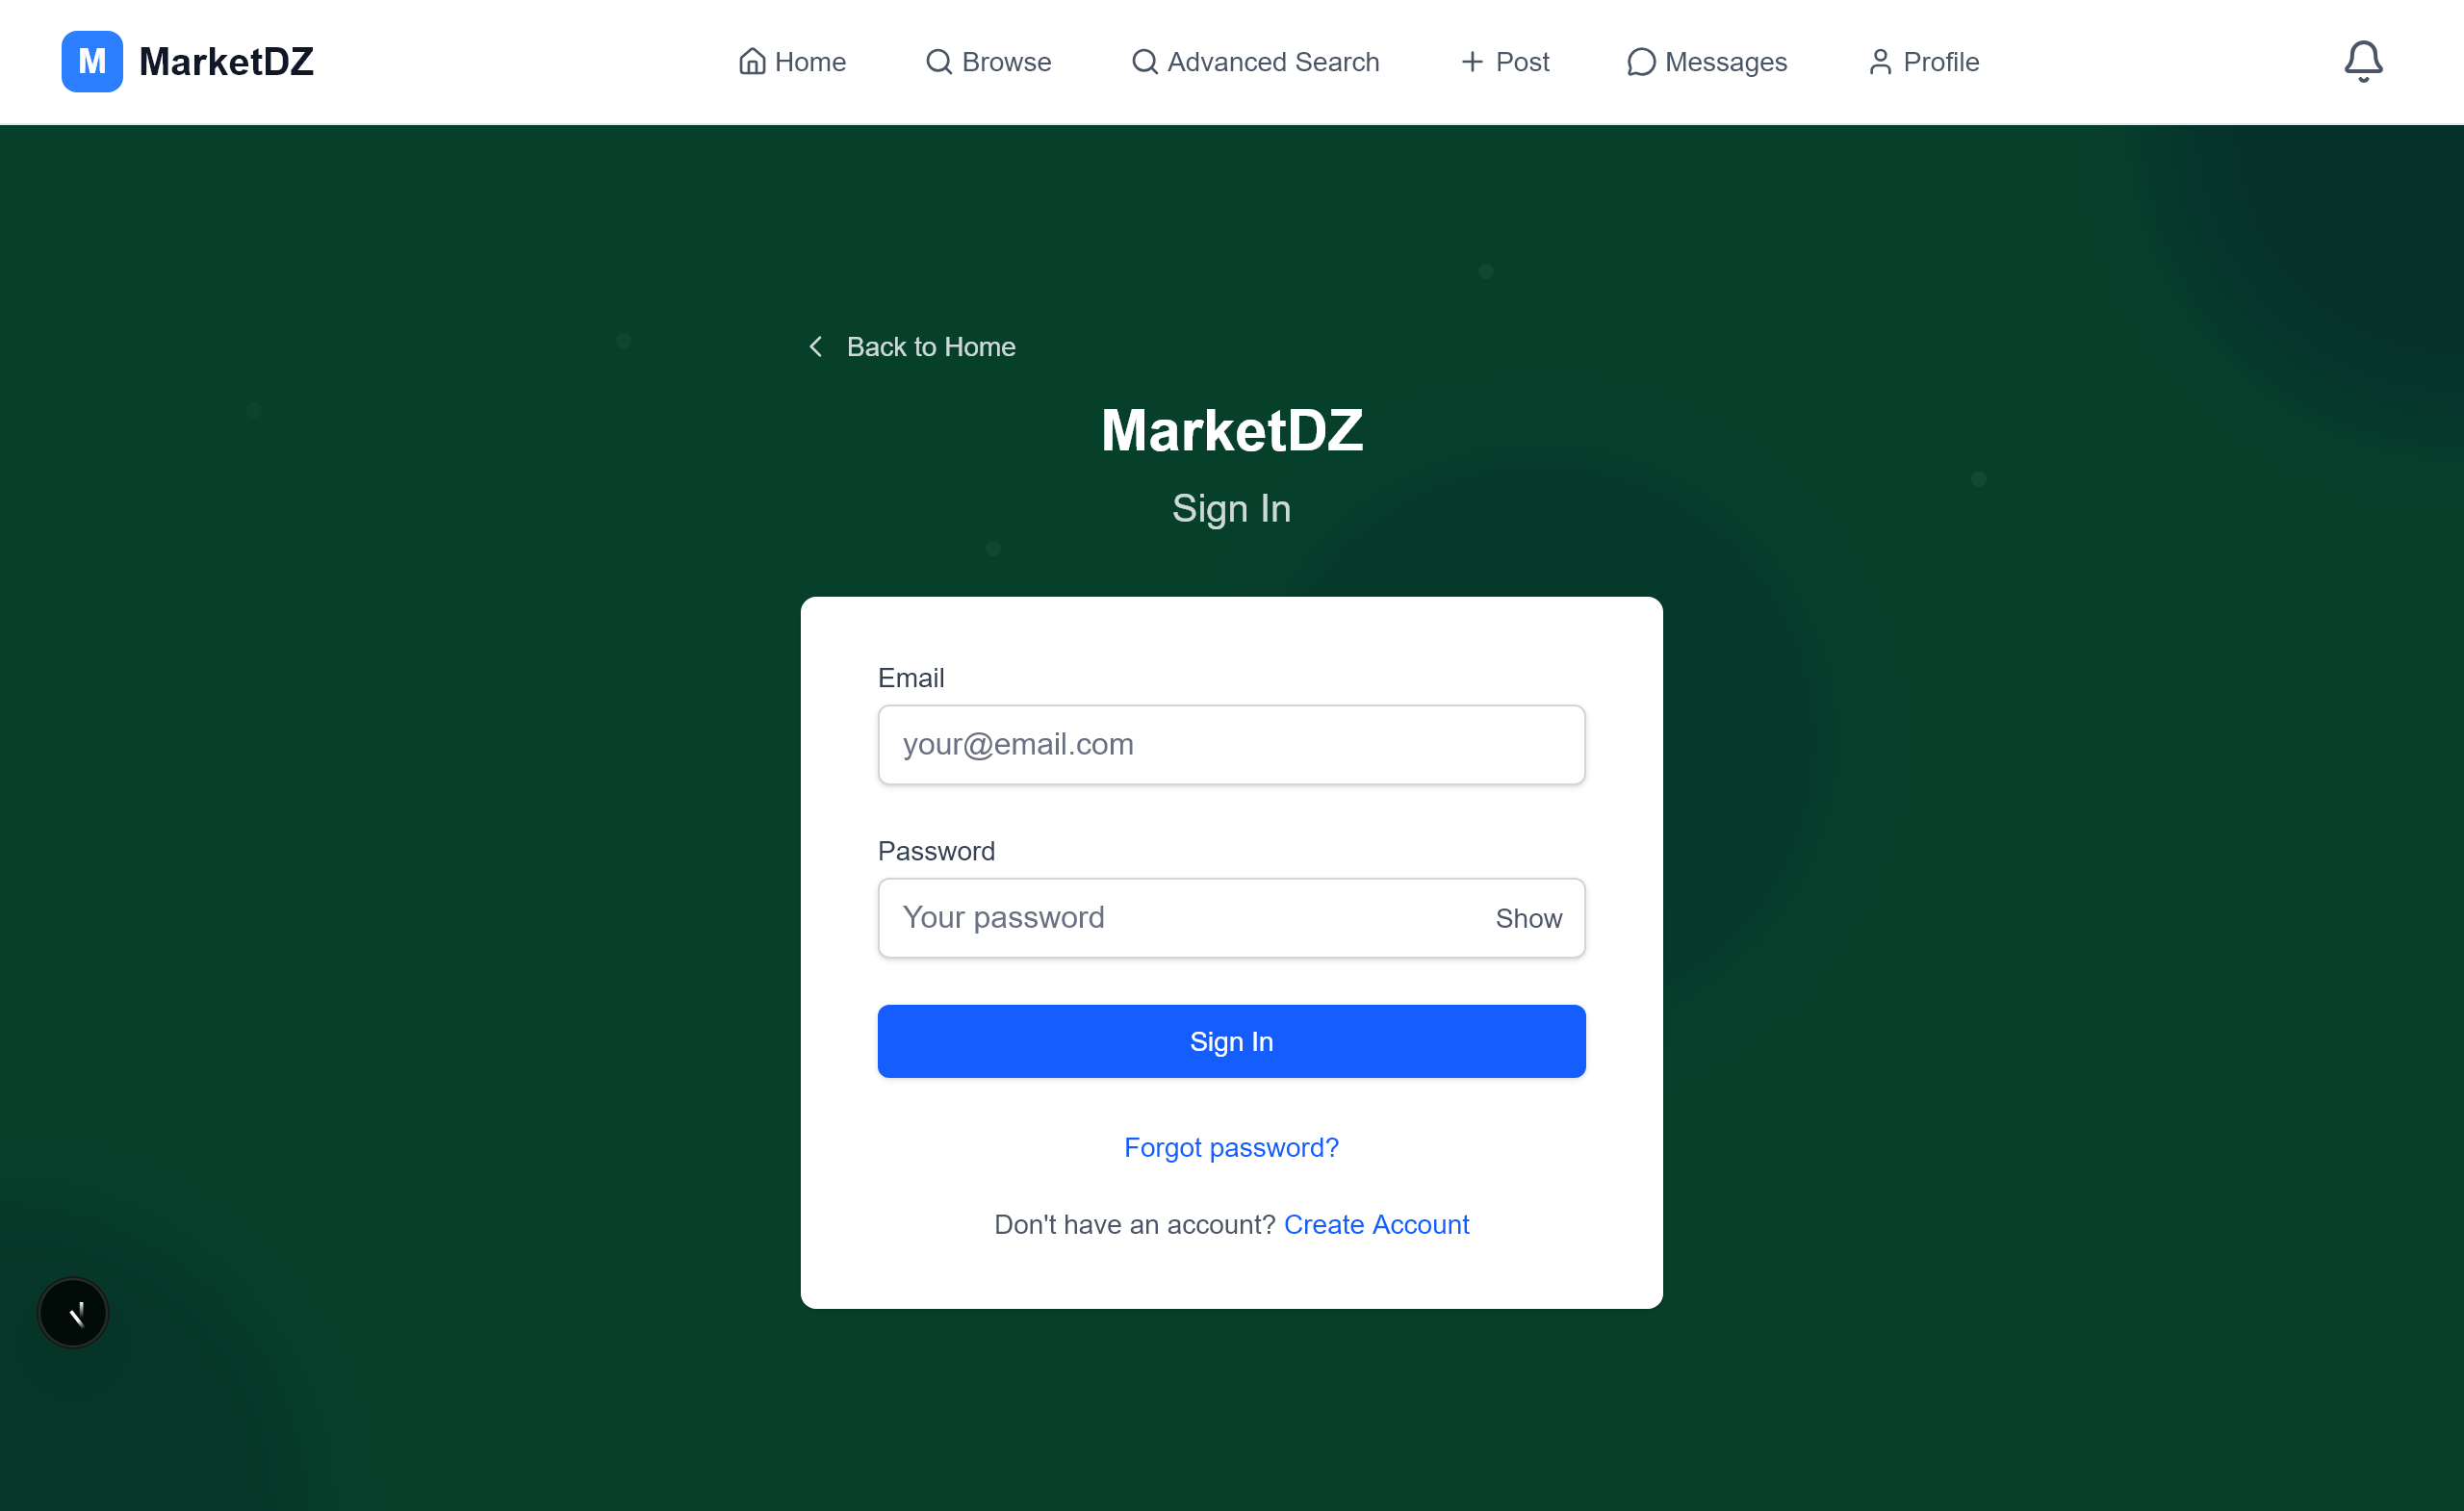 M MarketDZ Home Browse Advanced Search Post Messages Profile
Back to Home
MarketDZ
Sign In
Email
your@email.com
Password
Your password Show
Sign In
Forgot password?
Don't have an account? Create Account